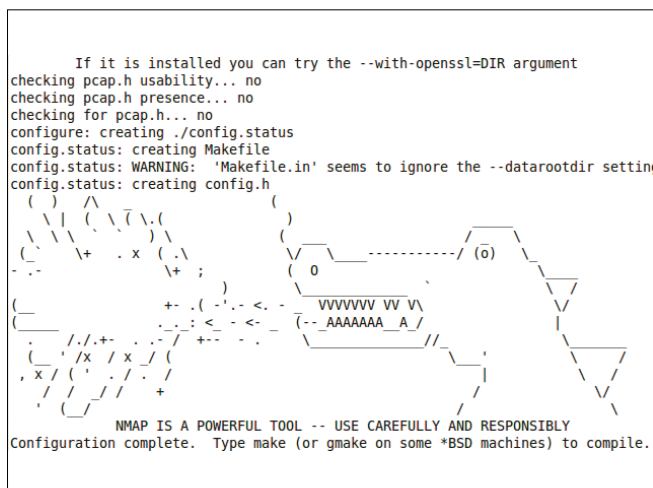 If it is installed you can try the --with-openssl=DIR argument
checking pcap.h usability... no
checking pcap.h presence... no
checking for pcap.h... no
configure: creating ./config.status
config.status: creating Makefile
config.status: WARNING:  'Makefile.in' seems to ignore the --datarootdir setting
config.status: creating config.h
NMAP IS A POWERFUL TOOL -- USE CAREFULLY AND RESPONSIBLY
Configuration complete.  Type make (or gmake on some *BSD machines) to compile.